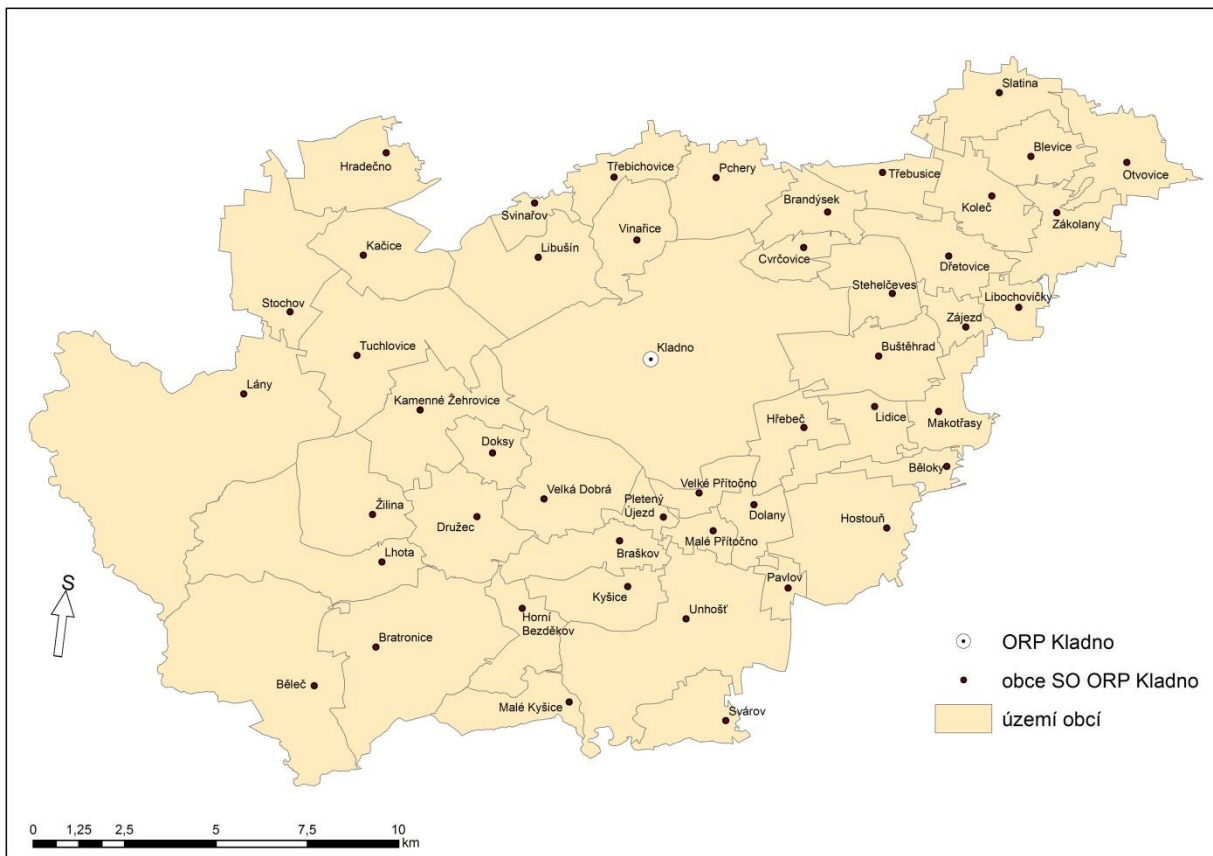 Slatina
Blevice
Otvovice
Hradečno
Třebichovice
Pchery
Třebusice
Koleč
Brandýsek
Zákolany
Svinařov
Vinařice
Kačice
Libušín
Cvrčovice
Dřetovice
Stehelčeves
Libochovičky
Stochov
Zájezd
Tuchlovice
Kladno
Buštěhrad
Lány
Kamenné Žehrovice
Hřebeč
Lidice
Makotřasy
Doksy
Běloky
Velká Dobrá
Pletený
Újezd
Velké Přítočno
Dolany
Žilina
Družec
Malé Přítočno
Hostouň
Braškov
Lhota
Kyšice
Pavlov
Horní
Bezděkov
Unhošť
Bratronice
Běleč
Malé Kyšice
Svárov
S
ORP Kladno
obce SO ORP Kladno
území obcí
0 1,25 2,5 5 7,5 10
km